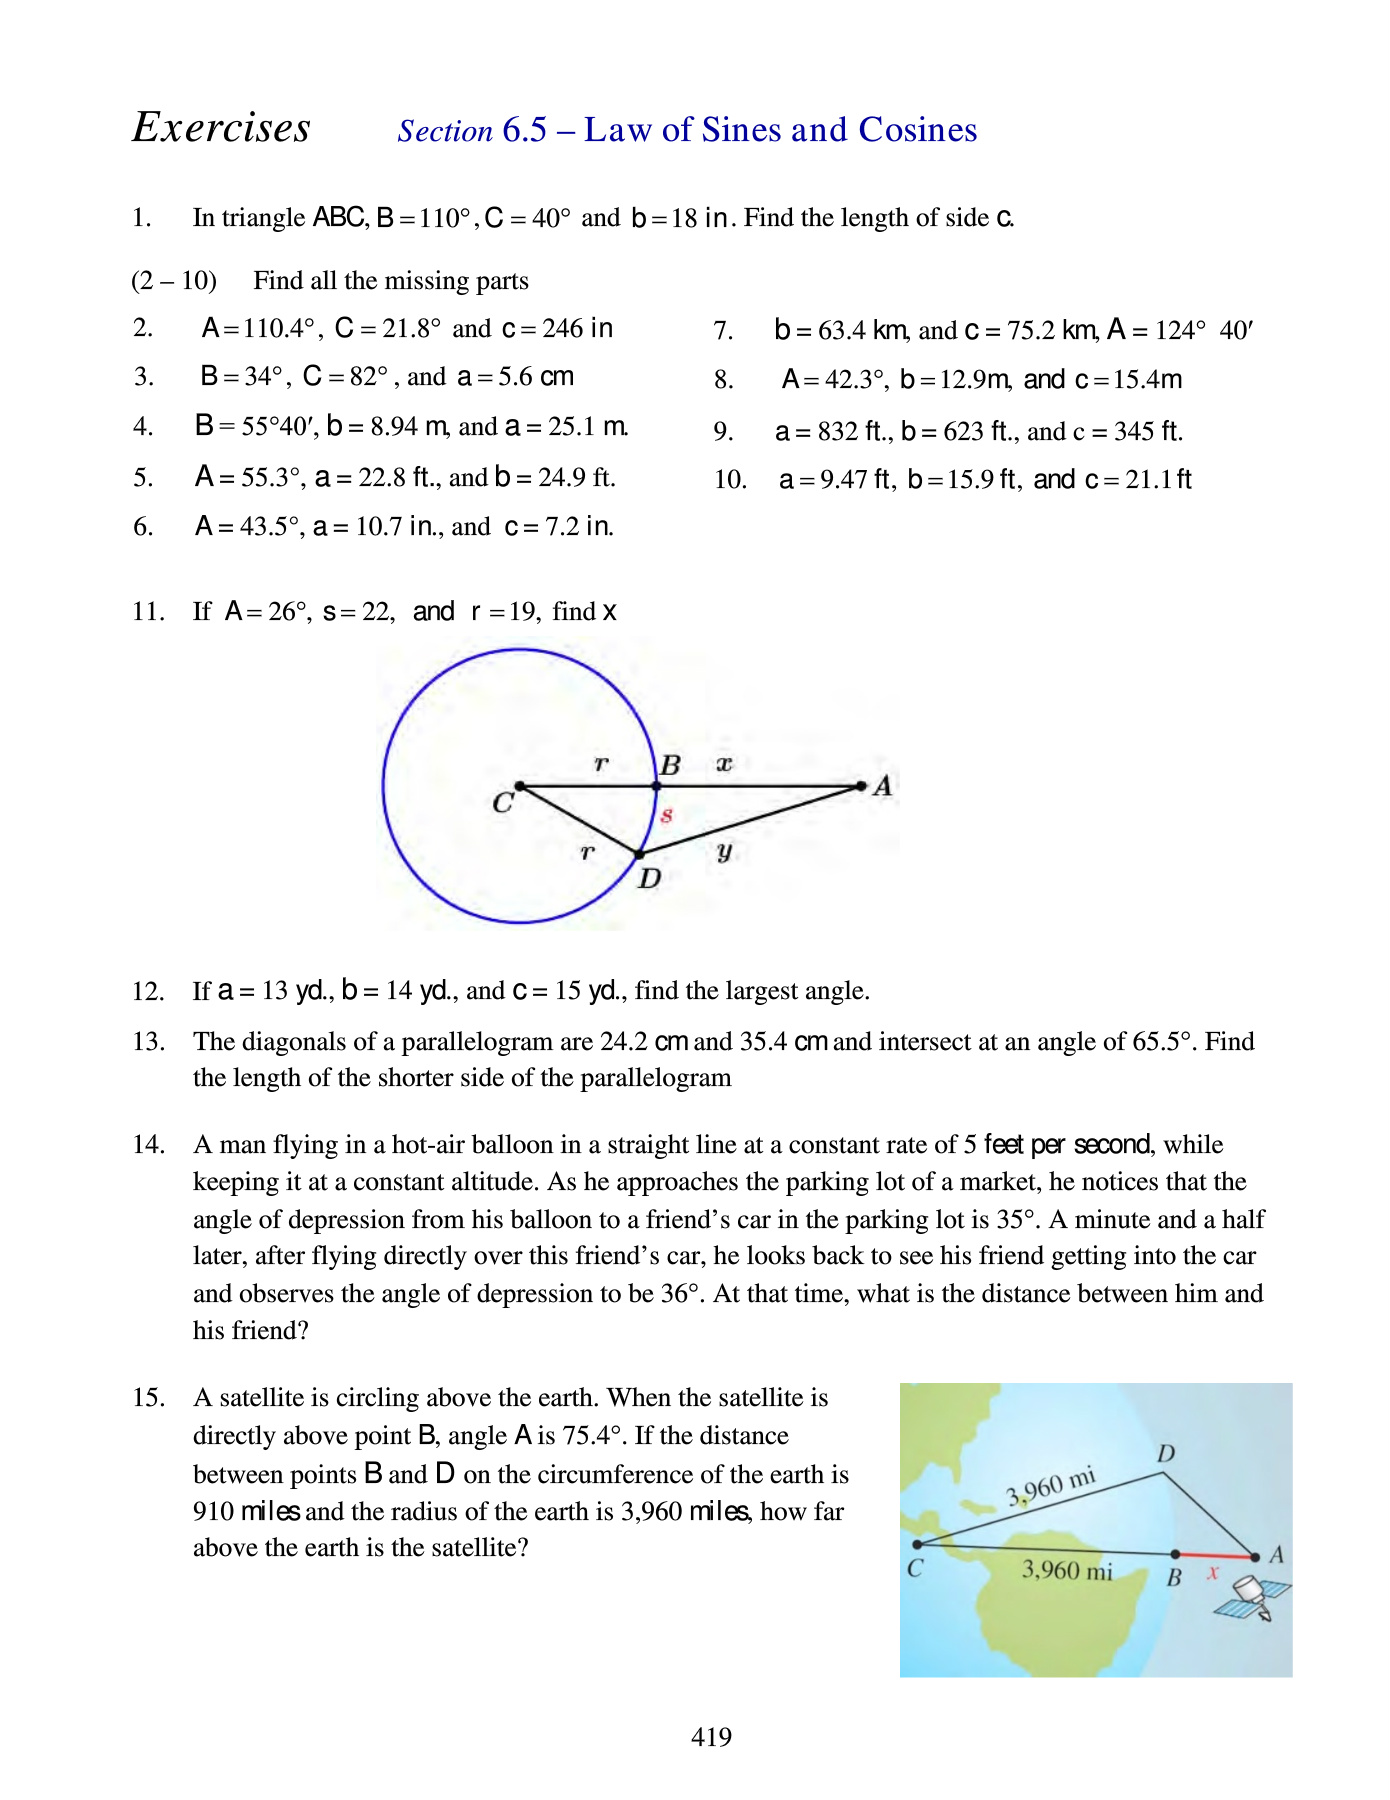 Exercises Section 6.5 – Law of Sines and Cosines
1. In triangle ABC, B = 110°, C = 40° and b = 18 in. Find the length of side c.
(2 – 10) Find all the missing parts
2. A = 110.4°, C = 21.8° and c = 246 in
3. B = 34°, C = 82°, and a = 5.6 cm
4. B = 55°40′, b = 8.94 m, and a = 25.1 m.
5. A = 55.3°, a = 22.8 ft., and b = 24.9 ft.
6. A = 43.5°, a = 10.7 in., and c = 7.2 in.
7. b = 63.4 km, and c = 75.2 km, A = 124° 40′
8. A = 42.3°, b = 12.9m, and c = 15.4m
9. a = 832 ft., b = 623 ft., and c = 345 ft.
10. a = 9.47 ft, b = 15.9 ft, and c = 21.1 ft
11. If A = 26°, s = 22, and r = 19, find x
r B x
C A
s
r y
D
12. If a = 13 yd., b = 14 yd., and c = 15 yd., find the largest angle.
13. The diagonals of a parallelogram are 24.2 cm and 35.4 cm and intersect at an angle of 65.5°. Find
the length of the shorter side of the parallelogram
14. A man flying in a hot-air balloon in a straight line at a constant rate of 5 feet per second, while
keeping it at a constant altitude. As he approaches the parking lot of a market, he notices that the
angle of depression from his balloon to a friend’s car in the parking lot is 35°. A minute and a half
later, after flying directly over this friend’s car, he looks back to see his friend getting into the car
and observes the angle of depression to be 36°. At that time, what is the distance between him and
his friend?
15. A satellite is circling above the earth. When the satellite is
directly above point B, angle A is 75.4°. If the distance
between points B and D on the circumference of the earth is
910 miles and the radius of the earth is 3,960 miles, how far
above the earth is the satellite?
D
3,960 mi
C 3,960 mi B x A
419